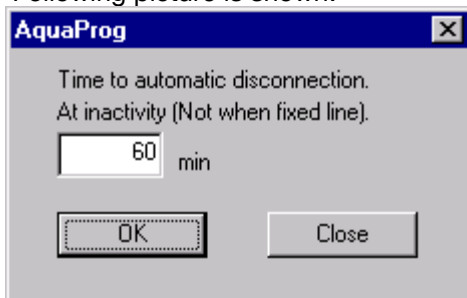 Following picture is shown.
AquaProg
Time to automatic disconnection.
At inactivity (Not when fixed line).
60 min
OK Close